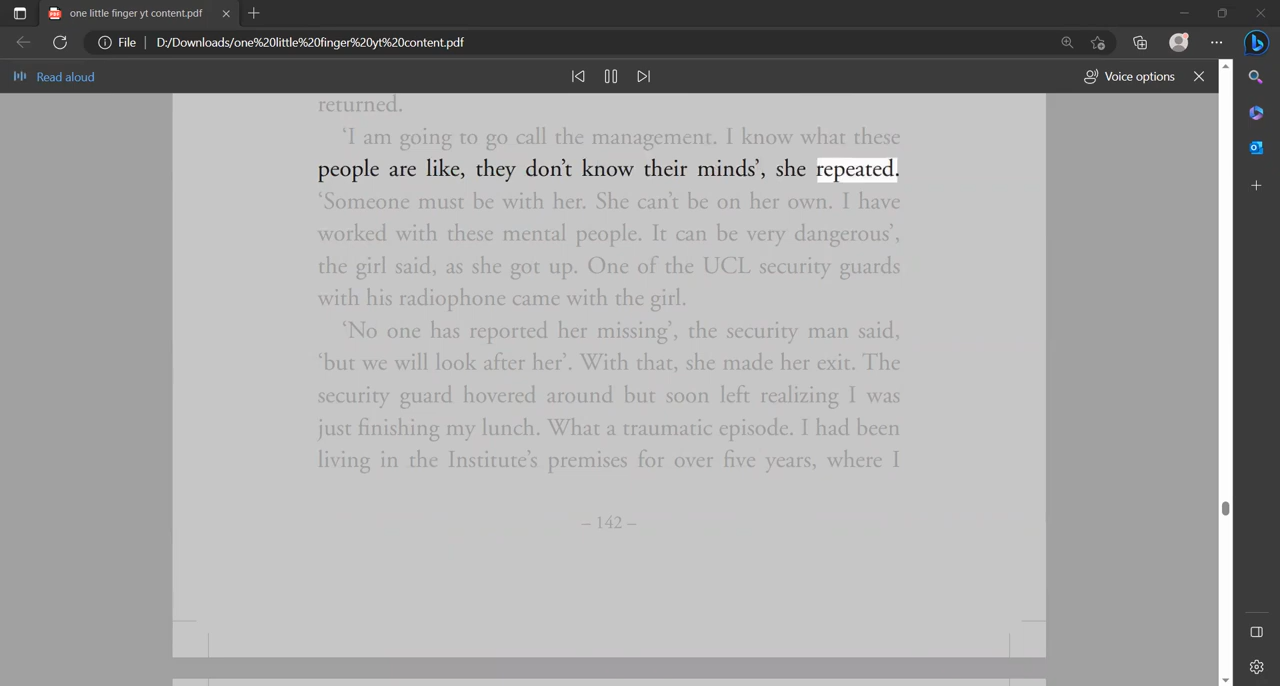 one little finger yt content.pdf
File D:/Downloads/one%20little%20finger%20yt%20content.pdf
Read aloud
Voice options
returned.
‘I am going to go call the management. I know what these
people are like, they don’t know their minds’, she repeated.
‘Someone must be with her. She can’t be on her own. I have
worked with these mental people. It can be very dangerous’,
the girl said, as she got up. One of the UCL security guards
with his radiophone came with the girl.
‘No one has reported her missing’, the security man said,
‘but we will look after her’. With that, she made her exit. The
security guard hovered around but soon left realizing I was
just finishing my lunch. What a traumatic episode. I had been
living in the Institute’s premises for over five years, where I
– 142 –